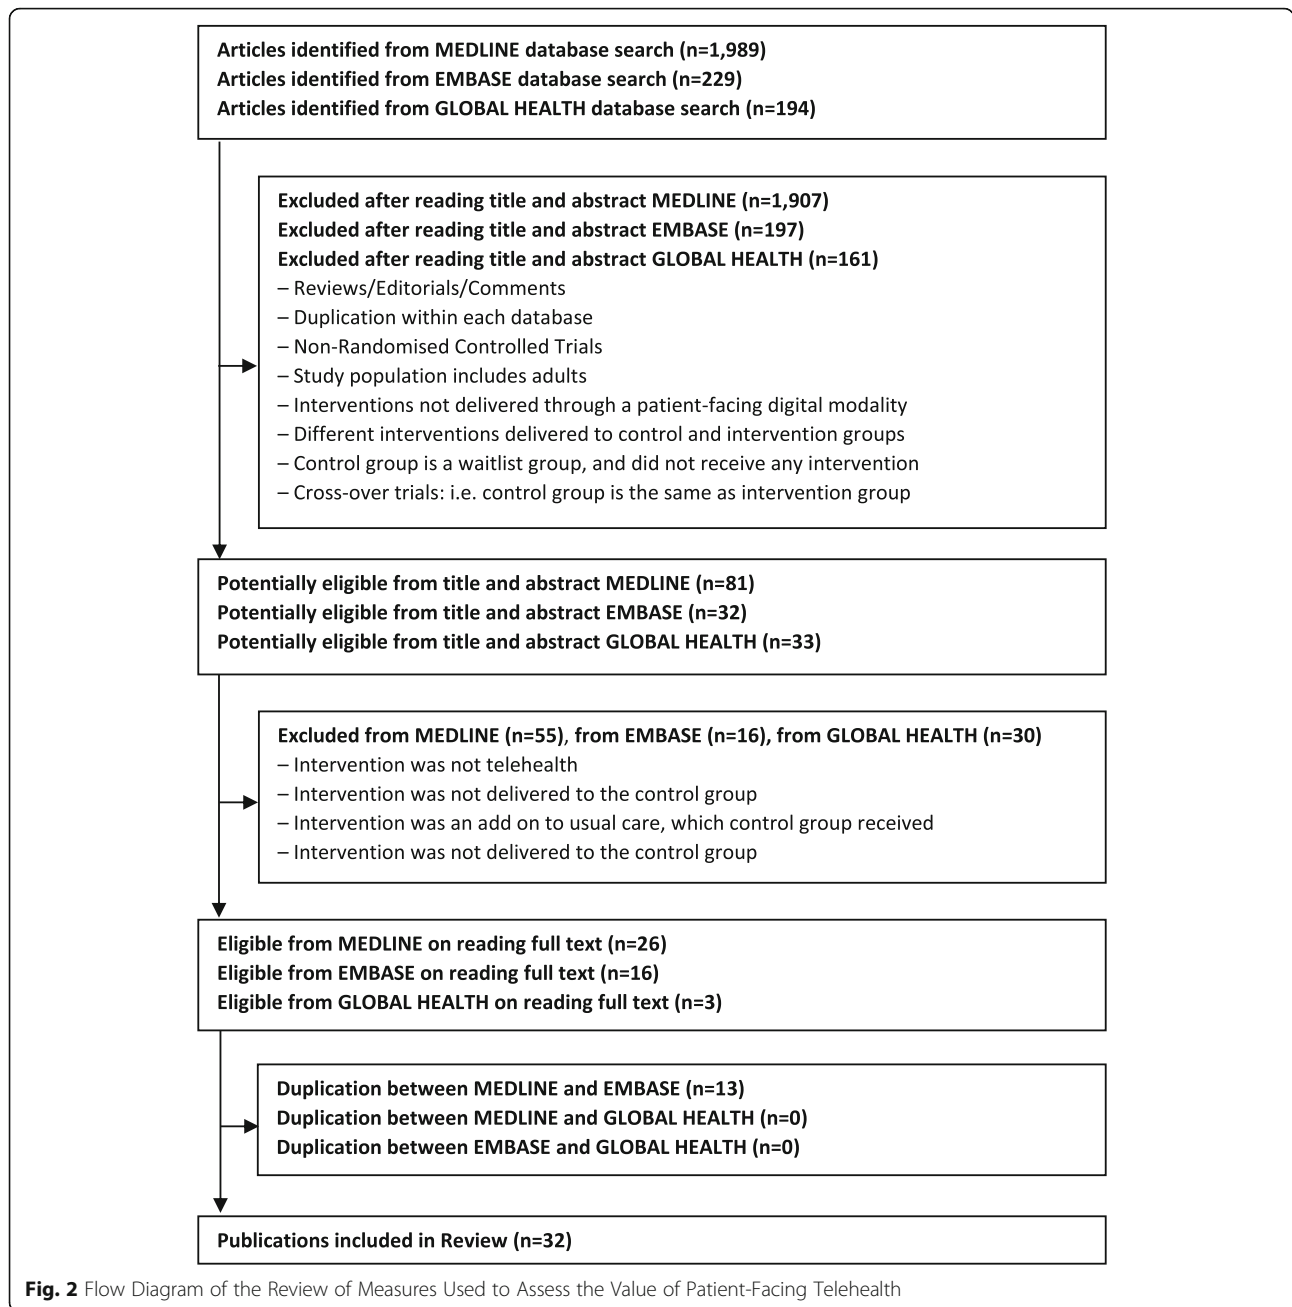 Articles identified from MEDLINE database search (n=1,989)
Articles identified from EMBASE database search (n=229)
Articles identified from GLOBAL HEALTH database search (n=194)
Excluded after reading title and abstract MEDLINE (n=1,907)
Excluded after reading title and abstract EMBASE (n=197)
Excluded after reading title and abstract GLOBAL HEALTH (n=161)
– Reviews/Editorials/Comments
– Duplication within each database
– Non-Randomised Controlled Trials
– Study population includes adults
– Interventions not delivered through a patient-facing digital modality
– Different interventions delivered to control and intervention groups
– Control group is a waitlist group, and did not receive any intervention
– Cross-over trials: i.e. control group is the same as intervention group
Potentially eligible from title and abstract MEDLINE (n=81)
Potentially eligible from title and abstract EMBASE (n=32)
Potentially eligible from title and abstract GLOBAL HEALTH (n=33)
Excluded from MEDLINE (n=55), from EMBASE (n=16), from GLOBAL HEALTH (n=30)
– Intervention was not telehealth
– Intervention was not delivered to the control group
– Intervention was an add on to usual care, which control group received
– Intervention was not delivered to the control group
Eligible from MEDLINE on reading full text (n=26)
Eligible from EMBASE on reading full text (n=16)
Eligible from GLOBAL HEALTH on reading full text (n=3)
Duplication between MEDLINE and EMBASE (n=13)
Duplication between MEDLINE and GLOBAL HEALTH (n=0)
Duplication between EMBASE and GLOBAL HEALTH (n=0)
Publications included in Review (n=32)
Fig. 2 Flow Diagram of the Review of Measures Used to Assess the Value of Patient-Facing Telehealth